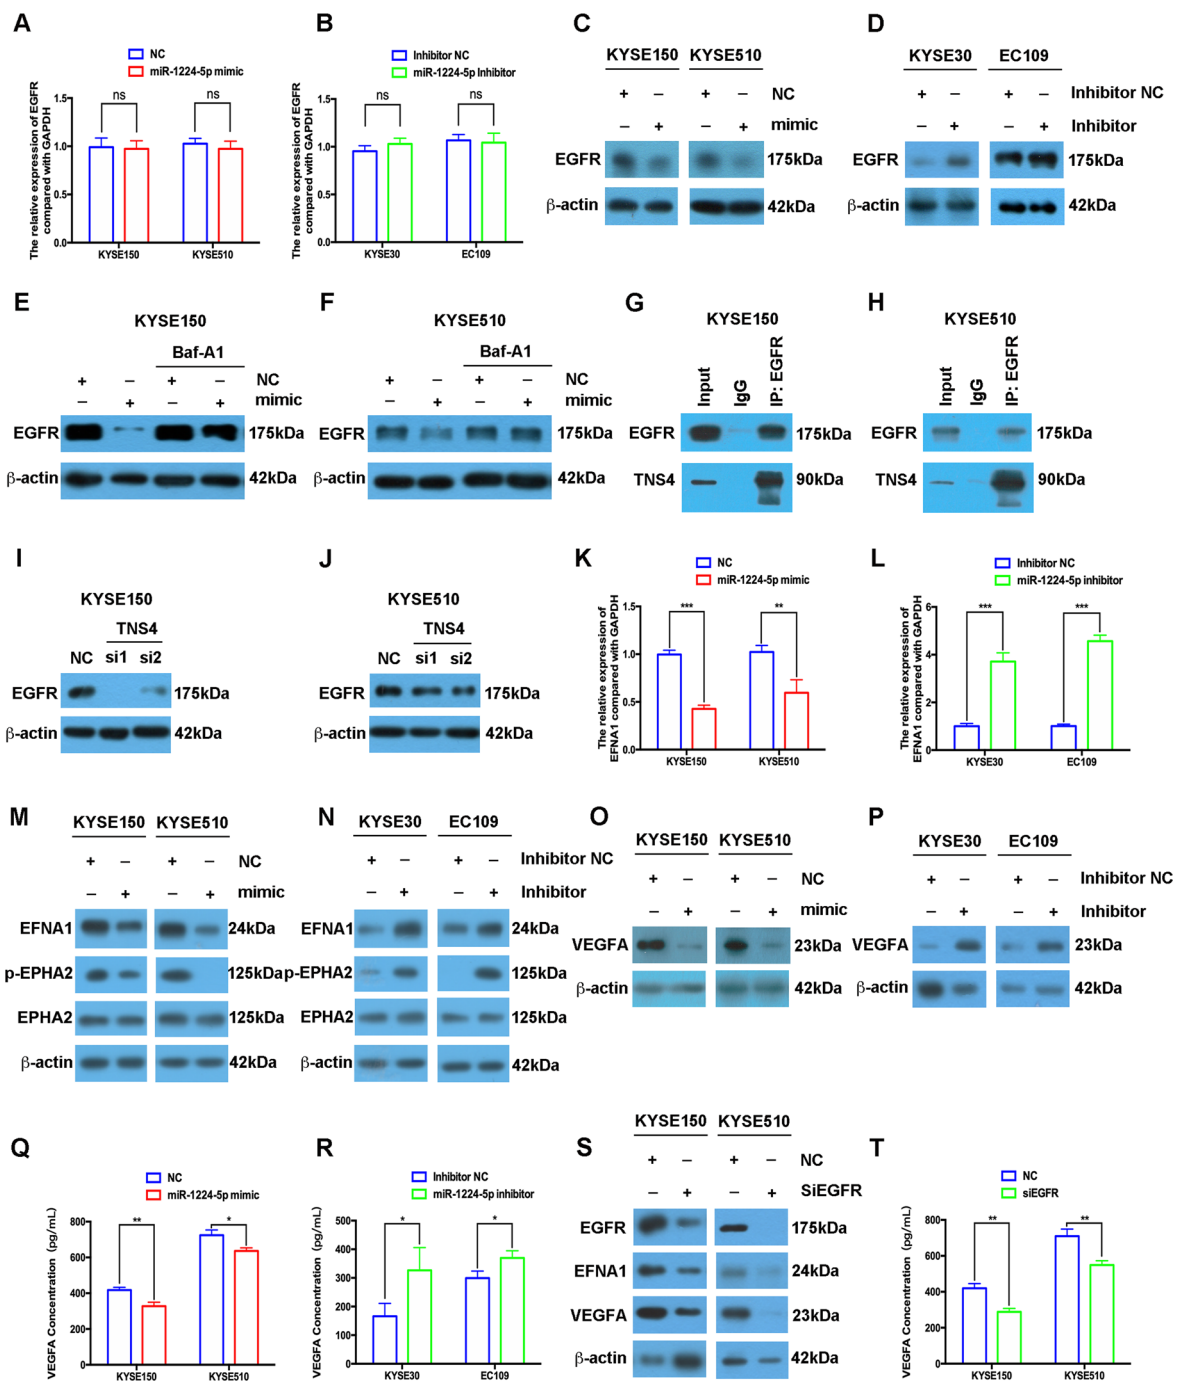 A
NC
miR-1224-5p mimic
The relative expression of EGFR
compared with GAPDH
1.5
1.0
0.5
0.0
ns
ns
KYSE150
KYSE510
B
Inhibitor NC
miR-1224-5p Inhibitor
The relative expression of EGFR
compared with GAPDH
1.5
1.0
0.5
0.0
ns
ns
KYSE30
EC109
C
KYSE150 KYSE510
+ – + – NC
– + – + mimic
EGFR 175kDa
β-actin 42kDa
D
KYSE30 EC109
+ – + – Inhibitor NC
– + – + Inhibitor
EGFR 175kDa
β-actin 42kDa
E
KYSE150
Baf-A1
+ – + – NC
– + – + mimic
EGFR 175kDa
β-actin 42kDa
F
KYSE510
Baf-A1
+ – + – NC
– + – + mimic
EGFR 175kDa
β-actin 42kDa
G
KYSE150
Input
IgG
IP: EGFR
EGFR 175kDa
TNS4 90kDa
H
KYSE510
Input
IgG
IP: EGFR
EGFR 175kDa
TNS4 90kDa
I
KYSE150
TNS4
NC si1 si2
EGFR 175kDa
β-actin 42kDa
J
KYSE510
TNS4
NC si1 si2
EGFR 175kDa
β-actin 42kDa
K
NC
miR-1224-5p mimic
The relative expression of
EFNA1 compared with GAPDH
1.5
1.0
0.5
0.0
***
**
KYSE150
KYSE510
L
Inhibitor NC
miR-1224-5p inhibitor
The relative expression of
EFNA1 compared with GAPDH
6
4
2
0
***
***
KYSE30
EC109
M
KYSE150 KYSE510
+ – + – NC
– + – + mimic
EFNA1 24kDa
p-EPHA2 125kDa
EPHA2 125kDa
β-actin 42kDa
N
KYSE30 EC109
+ – + – Inhibitor NC
– + – + Inhibitor
EFNA1 24kDa
p-EPHA2 125kDa
EPHA2 125kDa
β-actin 42kDa
O
KYSE150 KYSE510
+ – + – NC
– + – + mimic
VEGFA 23kDa
β-actin 42kDa
P
KYSE30 EC109
+ – + – Inhibitor NC
– + – + Inhibitor
VEGFA 23kDa
β-actin 42kDa
Q
NC
miR-1224-5p mimic
VEGFA Concentration (pg/mL)
800
600
400
200
0
**
*
KYSE150
KYSE510
R
Inhibitor NC
miR-1224-5p inhibitor
VEGFA Concentration (pg/mL)
500
400
300
200
100
0
*
*
KYSE30
EC109
S
KYSE150 KYSE510
+ – + – NC
– + – + SiEGFR
EGFR 175kDa
EFNA1 24kDa
VEGFA 23kDa
β-actin 42kDa
T
NC
siEGFR
VEGFA Concentration (pg/mL)
800
600
400
200
0
**
**
KYSE150
KYSE510